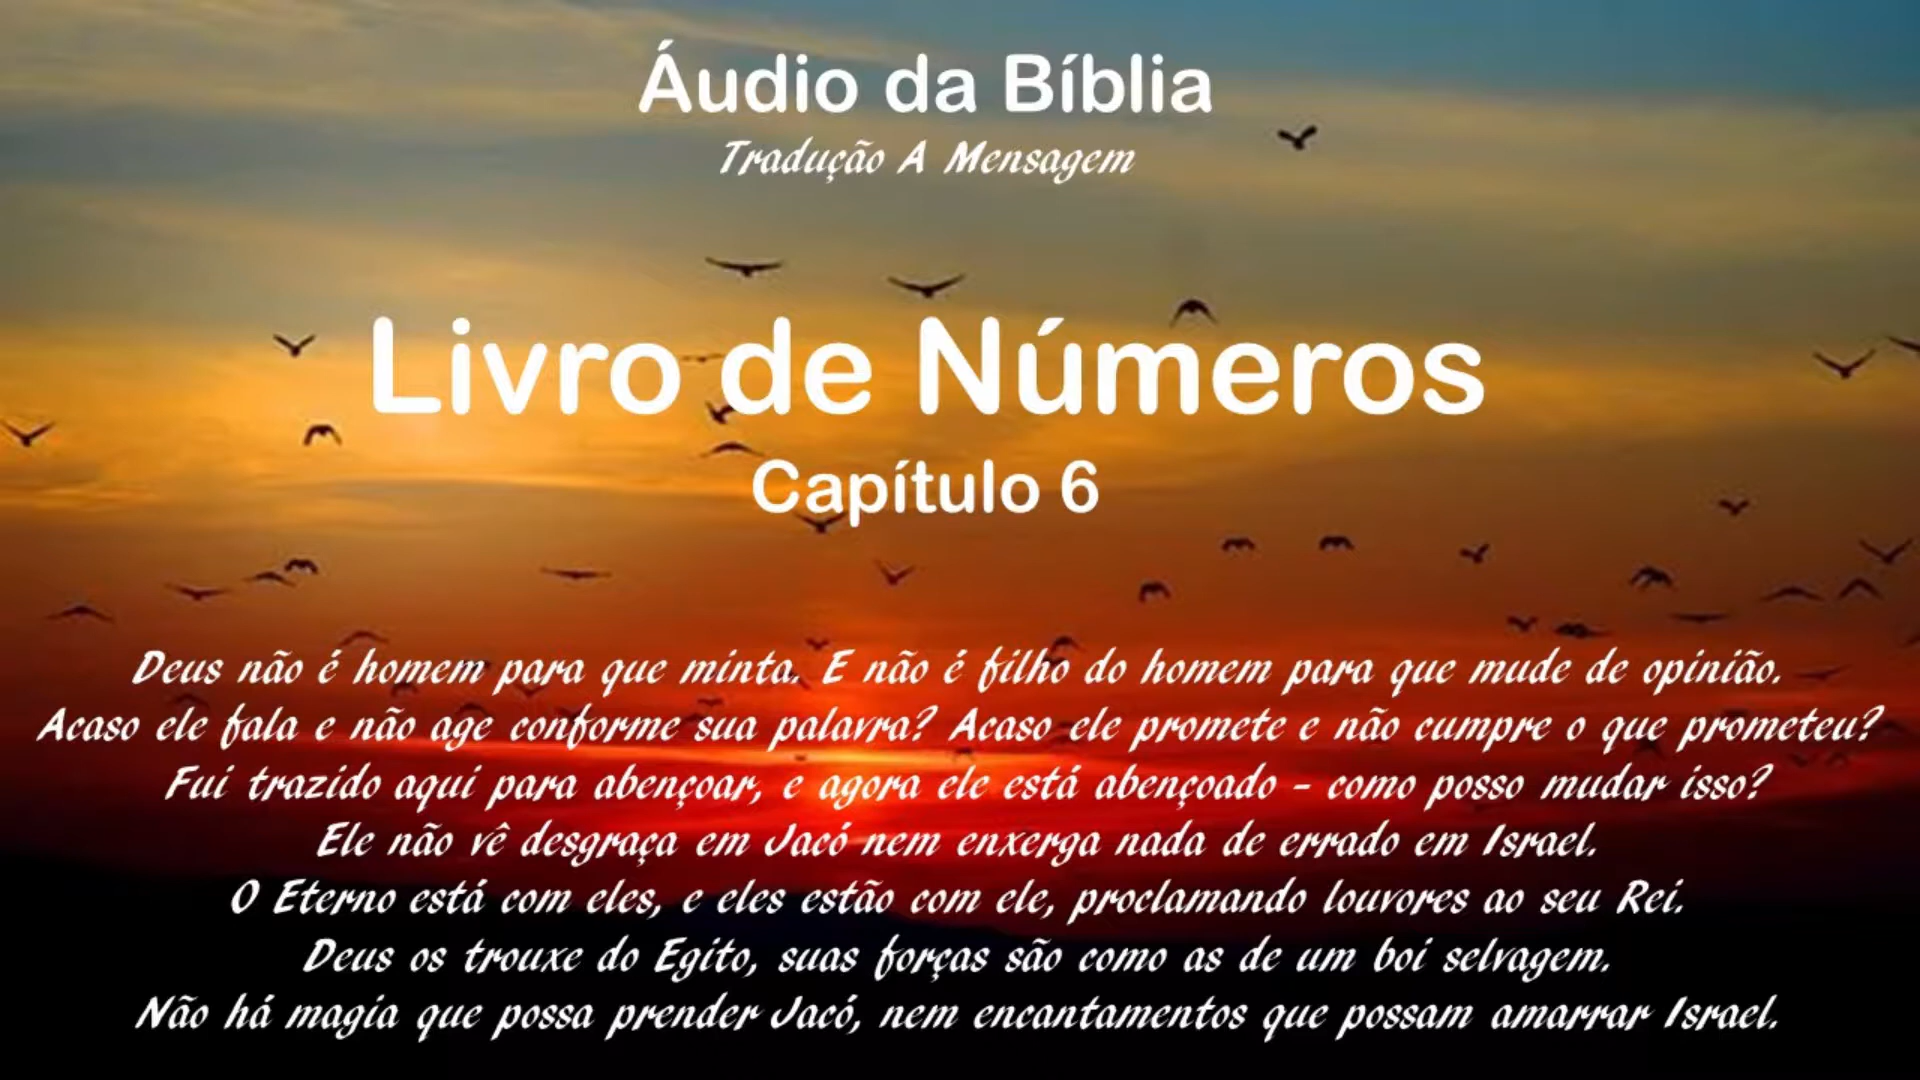 Áudio da Bíblia
Tradução A Mensagem
Livro de Números
Capítulo 6
Deus não é homem para que minta. E não é filho do homem para que mude de opinião.
Acaso ele fala e não age conforme sua palavra? Acaso ele promete e não cumpre o que prometeu?
Fui trazido aqui para abençoar, e agora ele está abençoado - como posso mudar isso?
Ele não vê desgraça em Jacó nem enxerga nada de errado em Israel.
O Eterno está com eles, e eles estão com ele, proclamando louvores ao seu Rei.
Deus os trouxe do Egito, suas forças são como as de um boi selvagem.
Não há magia que possa prender Jacó, nem encantamentos que possam amarrar Israel.